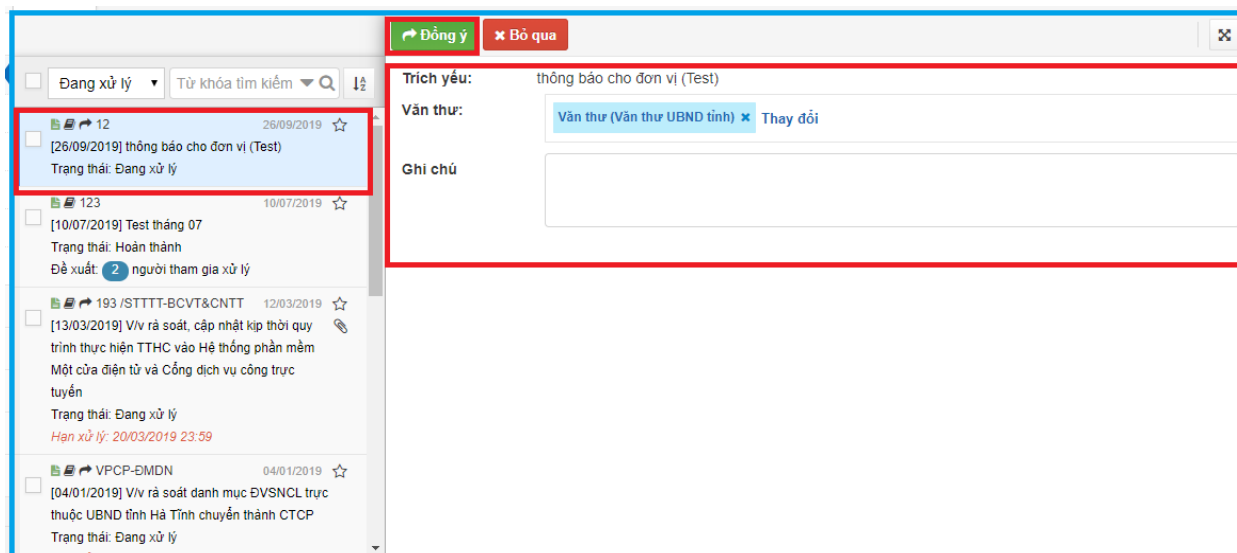 Đồng ý
Bỏ qua
Đang xử lý
Từ khóa tìm kiếm
12 26/09/2019
[26/09/2019] thông báo cho đơn vị (Test)
Trạng thái: Đang xử lý
123 10/07/2019
[10/07/2019] Test tháng 07
Trạng thái: Hoàn thành
Đề xuất: 2 người tham gia xử lý
193 /STTTT-BCVT&CNTT 12/03/2019
[13/03/2019] V/v rà soát, cập nhật kịp thời quy
trình thực hiện TTHC vào Hệ thống phần mềm
Một cửa điện tử và Cổng dịch vụ công trực
tuyến
Trạng thái: Đang xử lý
Hạn xử lý: 20/03/2019 23:59
VPCP-ĐMDN 04/01/2019
[04/01/2019] V/v rà soát danh mục ĐVSNCL trực
thuộc UBND tỉnh Hà Tĩnh chuyển thành CTCP
Trạng thái: Đang xử lý
Trích yếu: thông báo cho đơn vị (Test)
Văn thư: Văn thư (Văn thư UBND tỉnh) × Thay đổi
Ghi chú